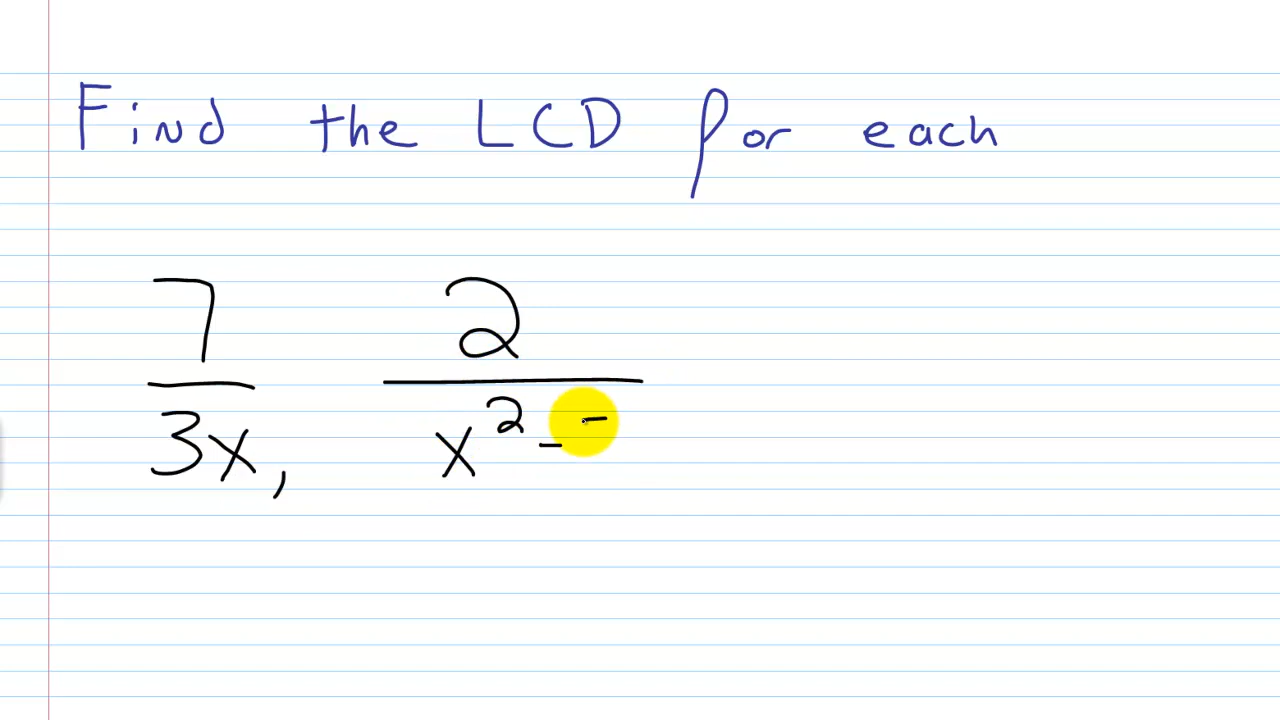 Find the LCD for each
7 2
3x, x² -